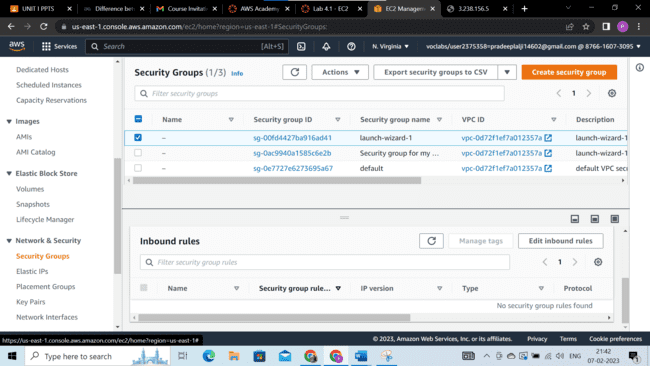 UNIT I PPTS
Difference be
Course Invitati
AWS Academy
Lab 4.1 - EC2
EC2 Manageme
3.238.156.5
us-east-1.console.aws.amazon.com/ec2/home?region=us-east-1#SecurityGroups:
aws
Services
Search
[Alt+S]
N. Virginia
voclabs/user2375358=pradeeplalji14602@gmail.com @ 8766-1607-3095
Dedicated Hosts
Scheduled Instances
Capacity Reservations
Images
AMIs
AMI Catalog
Elastic Block Store
Volumes
Snapshots
Lifecycle Manager
Network & Security
Security Groups
Elastic IPs
Placement Groups
Key Pairs
Network Interfaces
Security Groups (1/3) Info
Actions
Export security groups to CSV
Create security group
Filter security groups
1
Name Security group ID Security group name VPC ID Description
– sg-00fd4427ba916ad41 launch-wizard-1 vpc-0d72f1ef7a012357a launch-wizard-1
– sg-0ac9940a1585c6e2b Security group for my ... vpc-0d72f1ef7a012357a launch-wizard-1
– sg-0e7727e6273695a67 default vpc-0d72f1ef7a012357a default VPC secu
Inbound rules
Manage tags
Edit inbound rules
Filter security group rules
1
Name Security group rule... IP version Type Protocol
No security group rules found
https://us-east-1.console.aws.amazon.com/ec2/home?region=us-east-1#
© 2023, Amazon Web Services, Inc. or its affiliates. Privacy Terms Cookie preferences
Type here to search
ENG
21:42
07-02-2023